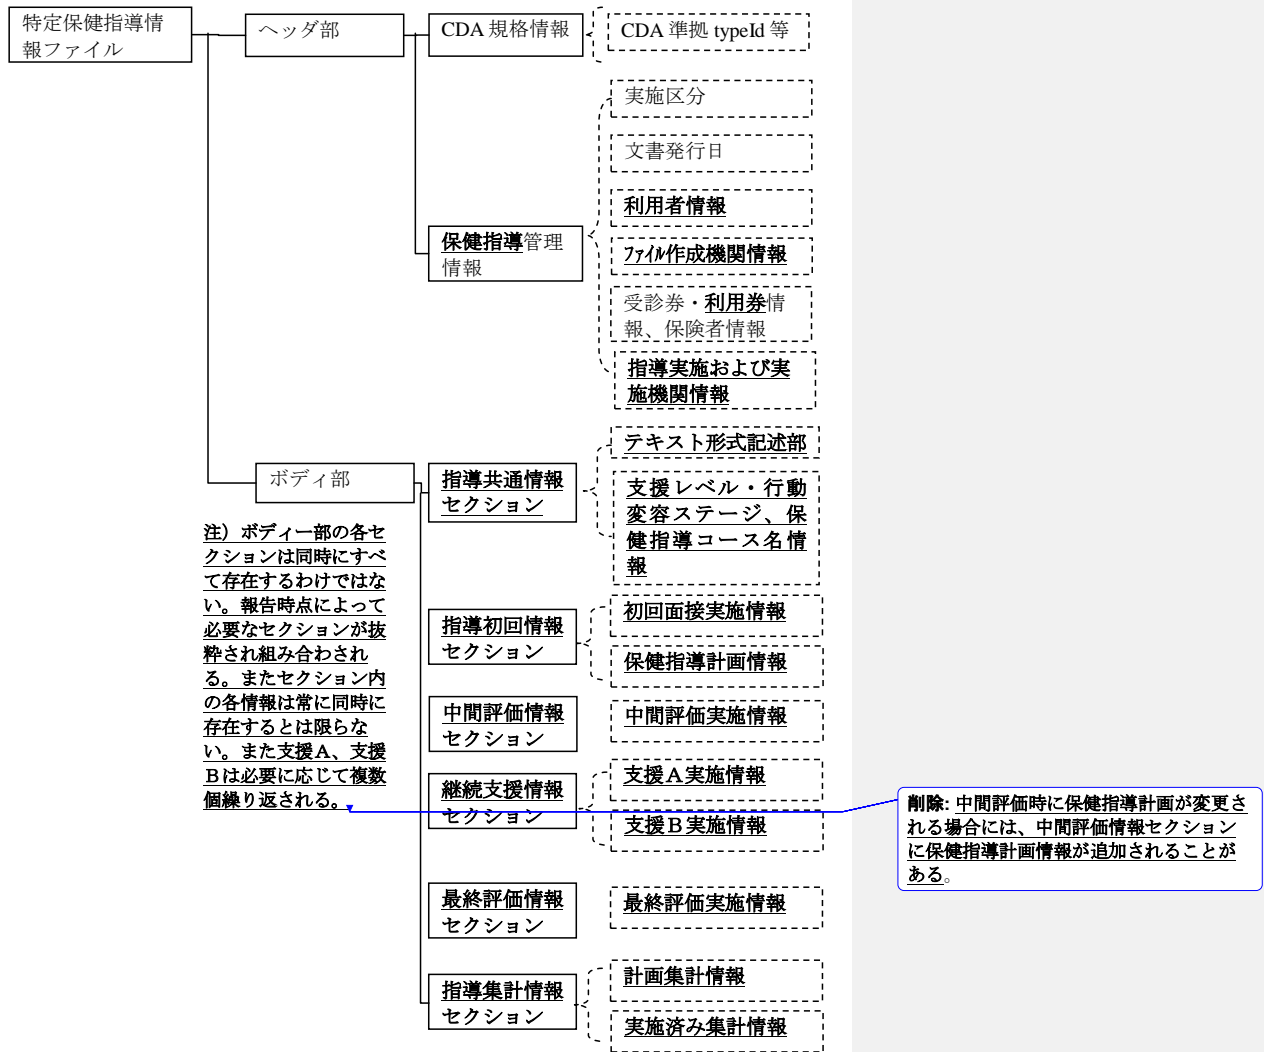 特定保健指導情
報ファイル
ヘッダ部
CDA 規格情報
CDA 準拠 typeId 等
実施区分
文書発行日
利用者情報
保健指導管理
情報
ﾌｧｲﾙ作成機関情報
受診券・利用券情
報、保険者情報
指導実施および実
施機関情報
ボディ部
指導共通情報
セクション
テキスト形式記述部
支援レベル・行動
変容ステージ、保
健指導コース名情
報
注）ボディー部の各セ
クションは同時にすべ
て存在するわけではな
い。報告時点によって
必要なセクションが抜
粋され組み合わされ
る。またセクション内
の各情報は常に同時に
存在するとは限らな
い。また支援Ａ、支援
Ｂは必要に応じて複数
個繰り返される。
指導初回情報
セクション
初回面接実施情報
保健指導計画情報
中間評価情報
セクション
中間評価実施情報
継続支援情報
セクション
支援Ａ実施情報
支援Ｂ実施情報
削除: 中間評価時に保健指導計画が変更さ
れる場合には、中間評価情報セクション
に保健指導計画情報が追加されることが
ある。
最終評価情報
セクション
最終評価実施情報
指導集計情報
セクション
計画集計情報
実施済み集計情報